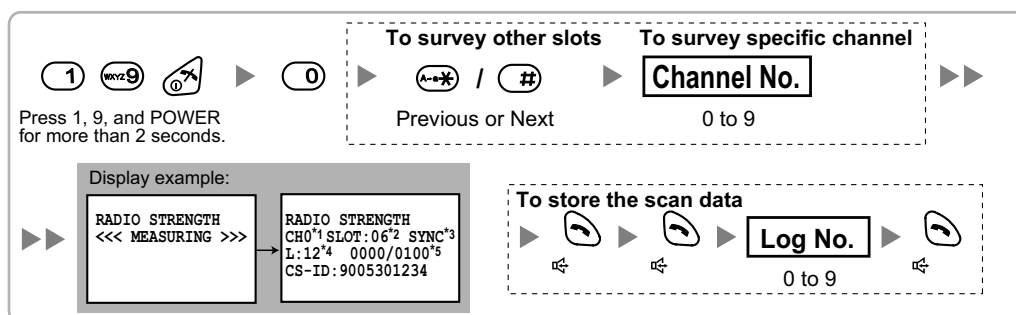 To survey other slots
To survey specific channel
1
WXYZ 9
0
A-a✱ / #
Channel No.
Press 1, 9, and POWER
for more than 2 seconds.
Previous or Next
0 to 9
Display example:
RADIO STRENGTH
<<< MEASURING >>>
RADIO STRENGTH
CH0*1 SLOT:06*2 SYNC*3
L:12*4 0000/0100*5
CS-ID:9005301234
To store the scan data
Log No.
0 to 9